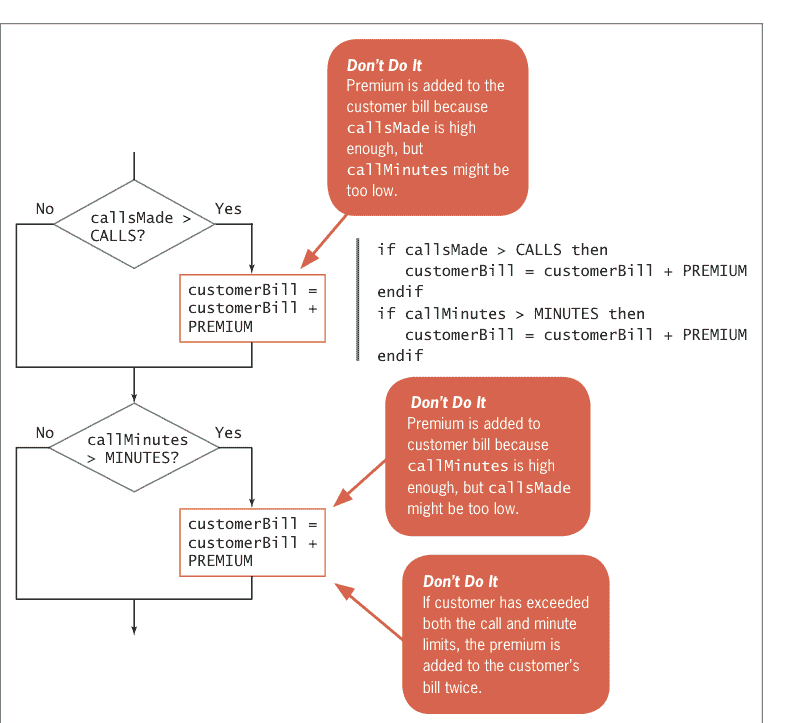 Don't Do It
Premium is added to the
customer bill because
callsMade is high
enough, but
callMinutes might be
too low.
No
callsMade >
CALLS?
Yes
customerBill =
customerBill +
PREMIUM
if callsMade > CALLS then
customerBill = customerBill + PREMIUM
endif
if callMinutes > MINUTES then
customerBill = customerBill + PREMIUM
endif
Don't Do It
Premium is added to
customer bill because
callMinutes is high
enough, but callsMade
might be too low.
No
callMinutes
> MINUTES?
Yes
customerBill =
customerBill +
PREMIUM
Don't Do It
If customer has exceeded
both the call and minute
limits, the premium is
added to the customer's
bill twice.